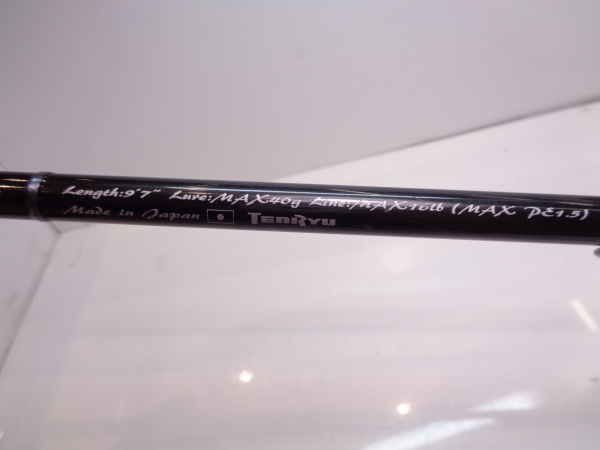 Length:9'7" Lure:MAX40g Line:MAX16lb (MAX PE1.5)
Made in Japan TENRYU